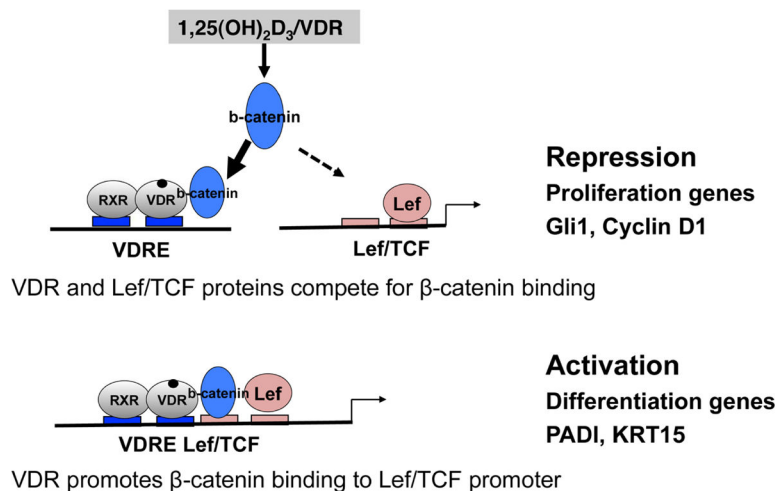 1,25(OH)₂D₃/VDR
b-catenin
RXR VDR b-catenin
Lef
VDRE
Lef/TCF
Repression
Proliferation genes
Gli1, Cyclin D1
VDR and Lef/TCF proteins compete for β-catenin binding
RXR VDR b-catenin Lef
VDRE Lef/TCF
Activation
Differentiation genes
PADI, KRT15
VDR promotes β-catenin binding to Lef/TCF promoter